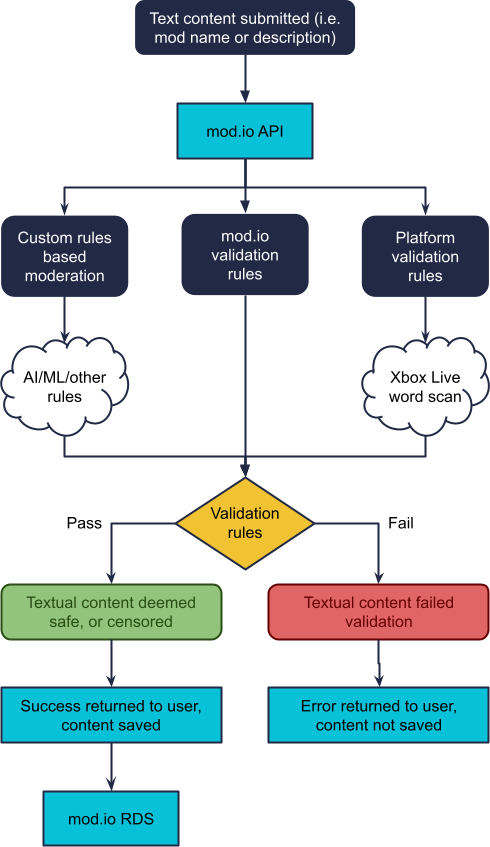 Text content submitted (i.e.
mod name or description)
mod.io API
Custom rules
based
moderation
mod.io
validation
rules
Platform
validation
rules
AI/ML/other
rules
Xbox Live
word scan
Validation
rules
Pass
Fail
Textual content deemed
safe, or censored
Textual content failed
validation
Success returned to user,
content saved
Error returned to user,
content not saved
mod.io RDS